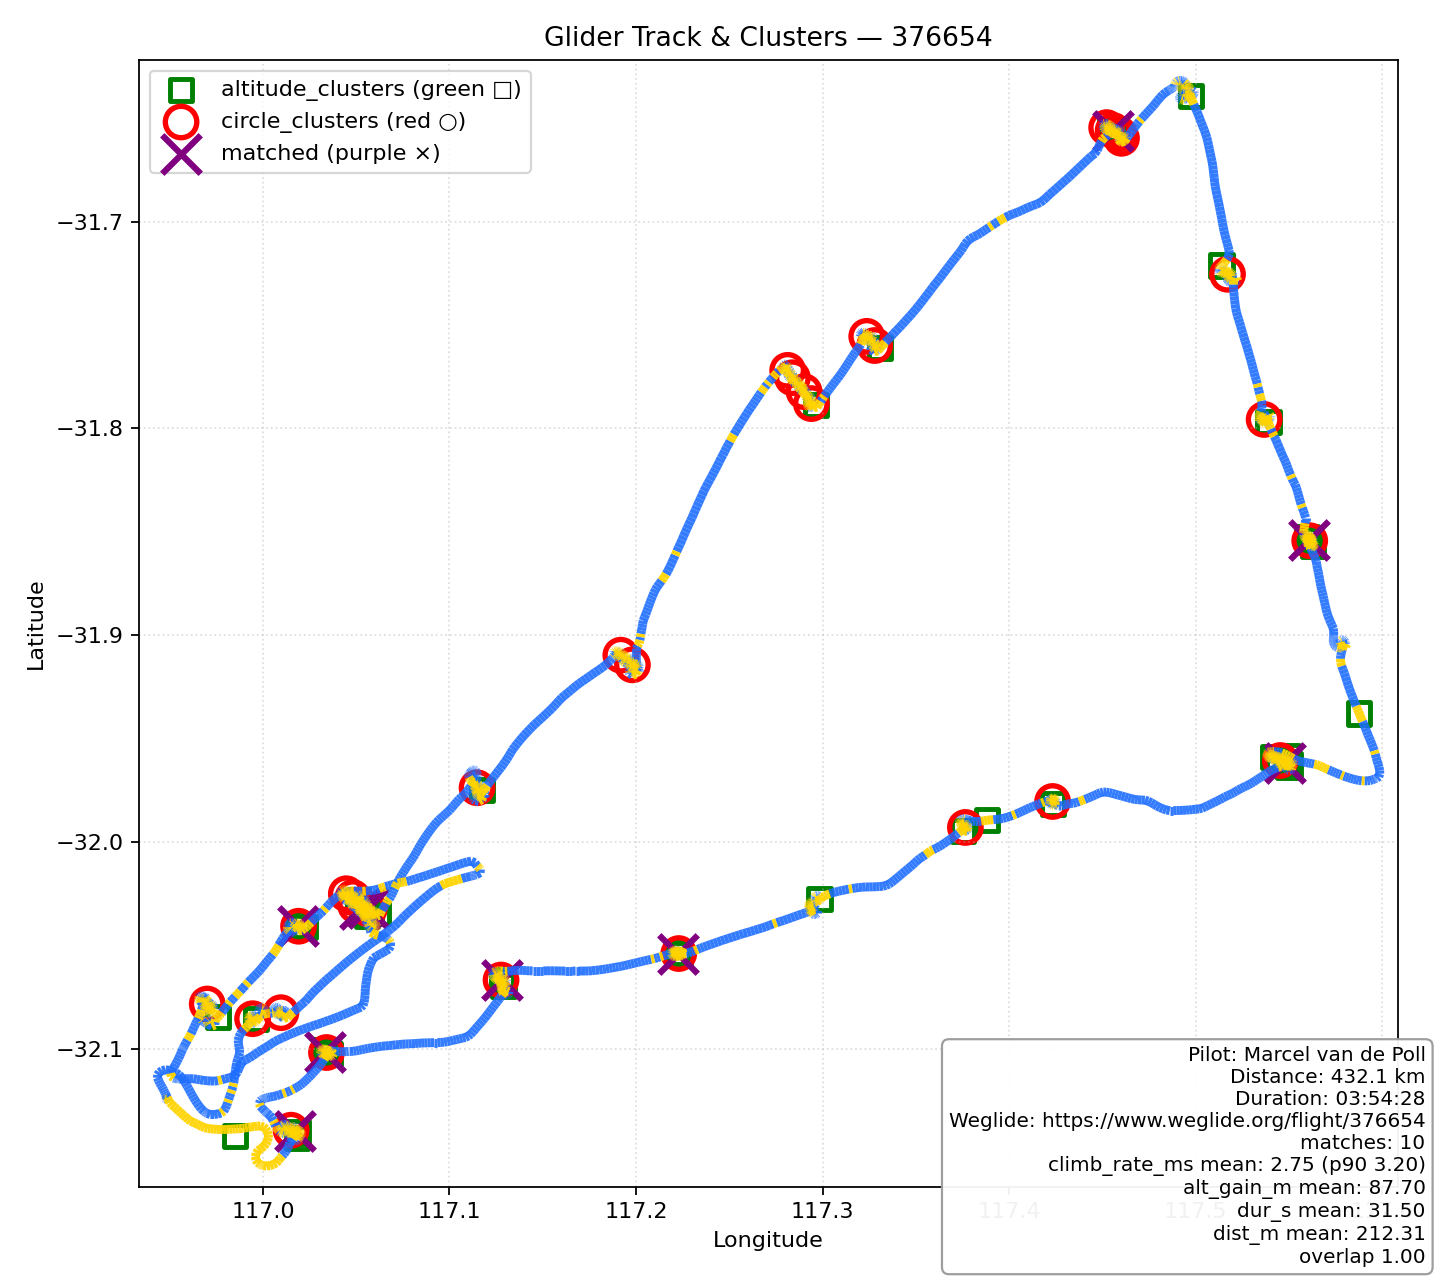 Glider Track & Clusters — 376654
altitude_clusters (green □)
circle_clusters (red ○)
matched (purple ×)
Latitude
−31.7
−31.8
−31.9
−32.0
−32.1
117.0
117.1
117.2
117.3
117.4
117.5
Longitude
Pilot: Marcel van de Poll
Distance: 432.1 km
Duration: 03:54:28
Weglide: https://www.weglide.org/flight/376654
matches: 10
climb_rate_ms mean: 2.75 (p90 3.20)
alt_gain_m mean: 87.70
dur_s mean: 31.50
dist_m mean: 212.31
overlap 1.00